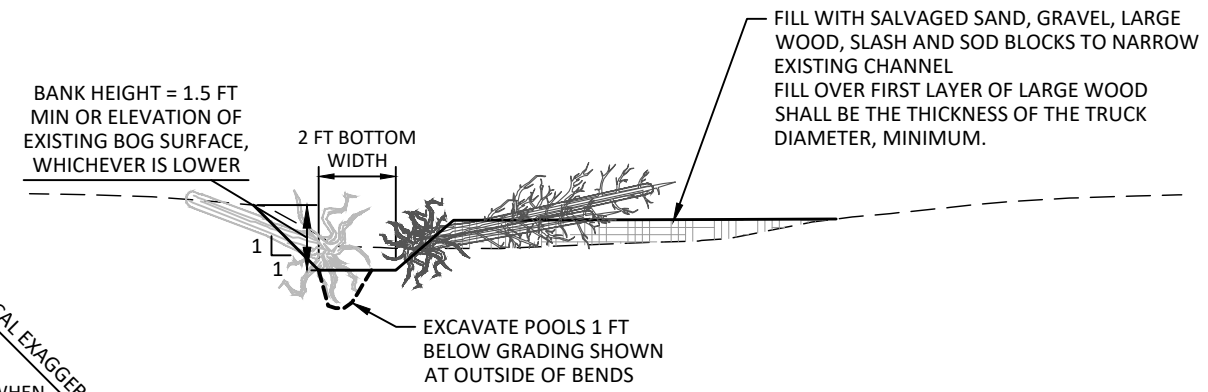 FILL WITH SALVAGED SAND, GRAVEL, LARGE
WOOD, SLASH AND SOD BLOCKS TO NARROW
EXISTING CHANNEL
FILL OVER FIRST LAYER OF LARGE WOOD
SHALL BE THE THICKNESS OF THE TRUCK
DIAMETER, MINIMUM.
BANK HEIGHT = 1.5 FT
MIN OR ELEVATION OF
EXISTING BOG SURFACE,
WHICHEVER IS LOWER
2 FT BOTTOM
WIDTH
1
1
EXCAVATE POOLS 1 FT
BELOW GRADING SHOWN
AT OUTSIDE OF BENDS